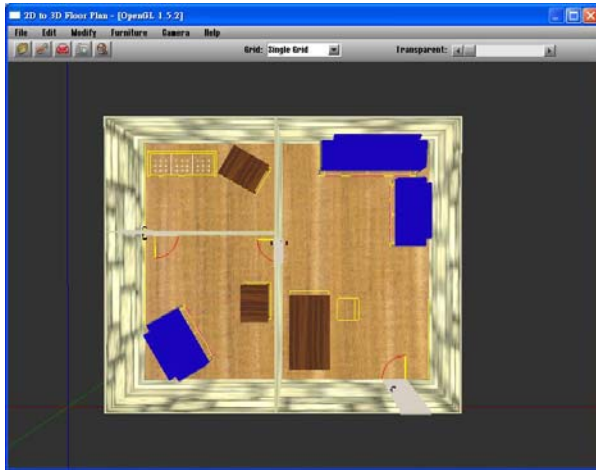 2D to 3D Floor Plan - [OpenGL 1.5.2]
File Edit Modify Furniture Camera Help
Grid: Single Grid Transparent: